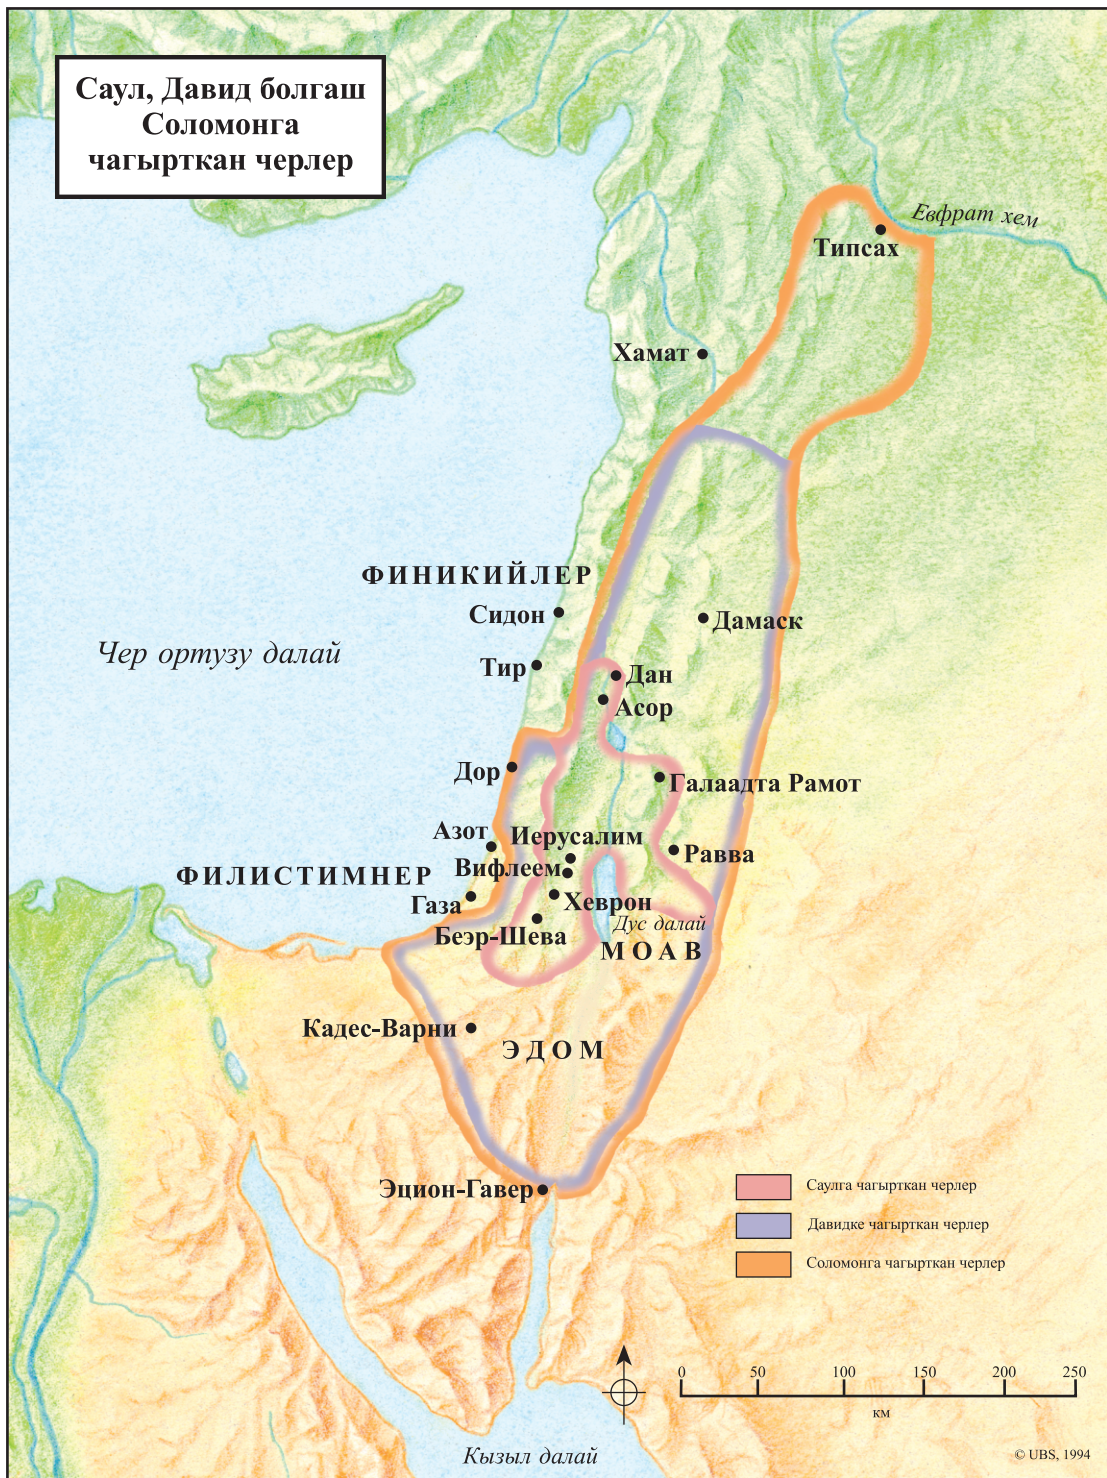 Саул, Давид болгаш
Соломонга
чагырткан черлер
Евфрат хем
Типсах
Хамат
ФИНИКИЙЛЕР
Сидон
Дамаск
Чер ортузу далай
Тир
Дан
Асор
Дор
Галаадта Рамот
Азот
Иерусалим
Равва
Вифлеем
ФИЛИСТИМНЕР
Газа
Хеврон
Дус далай
Беэр-Шева
МОАВ
Кадес-Варни
ЭДОМ
Эцион-Гавер
Саулга чагырткан черлер
Давидке чагырткан черлер
Соломонга чагырткан черлер
0 50 100 150 200 250
км
Кызыл далай
© UBS, 1994